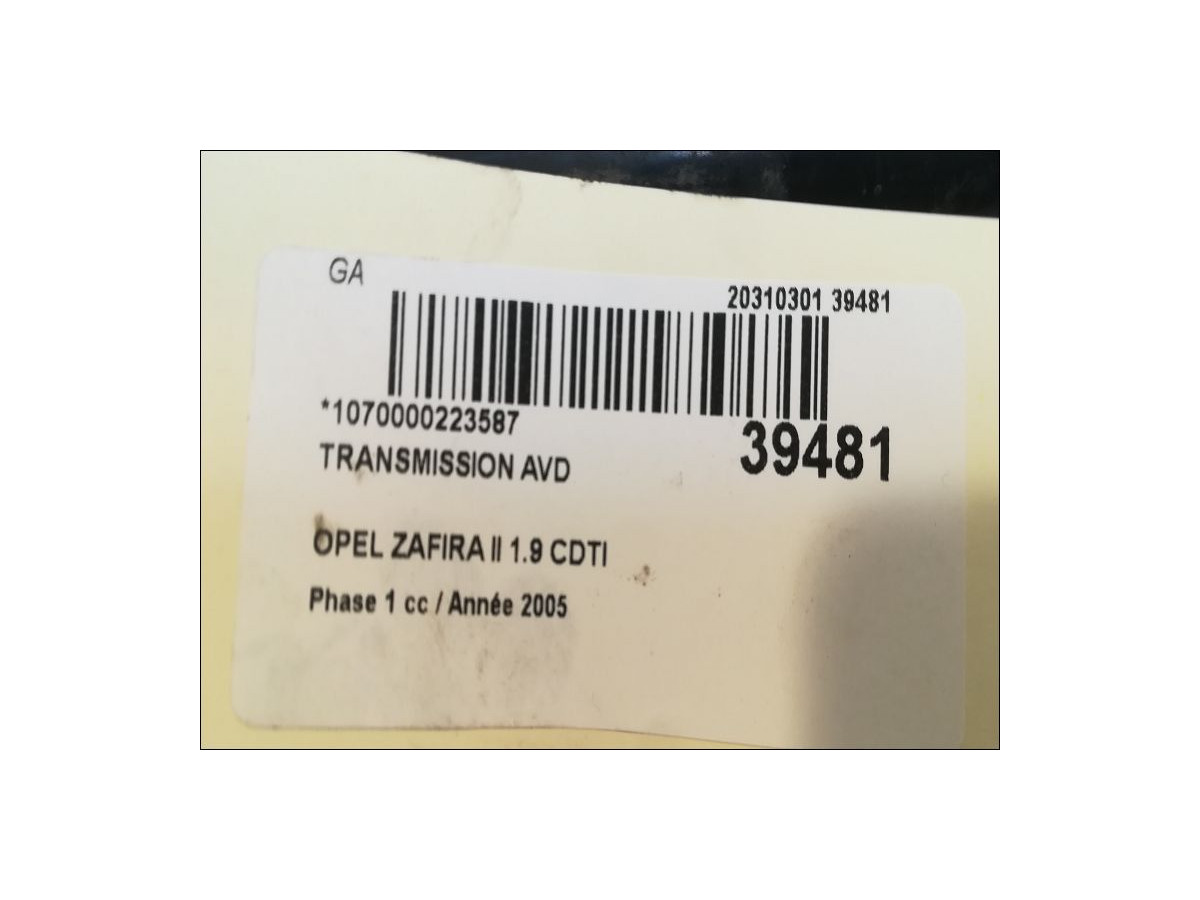 GA
20310301 39481
*1070000223587
39481
TRANSMISSION AVD
OPEL ZAFIRA II 1.9 CDTI
Phase 1 cc / Année 2005